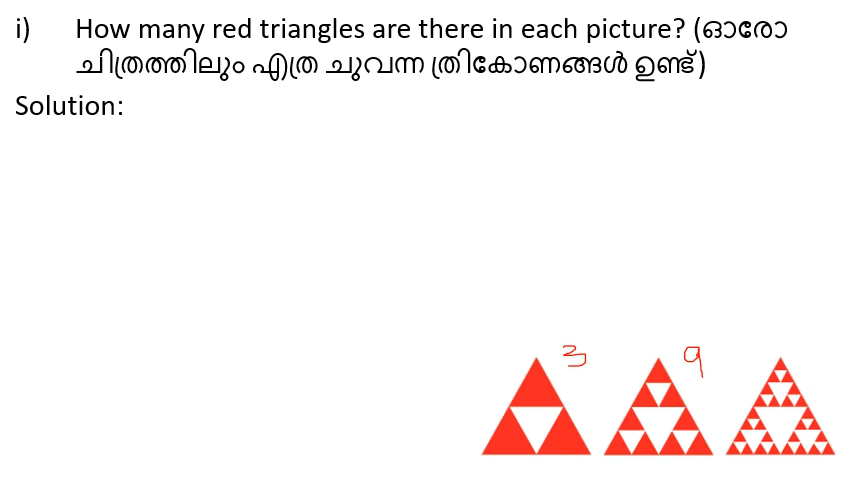 i) How many red triangles are there in each picture? (ഓരോ
ചിത്രത്തിലും എത്ര ചുവന്ന ത്രികോണങ്ങൾ ഉണ്ട്)
Solution:
3 9